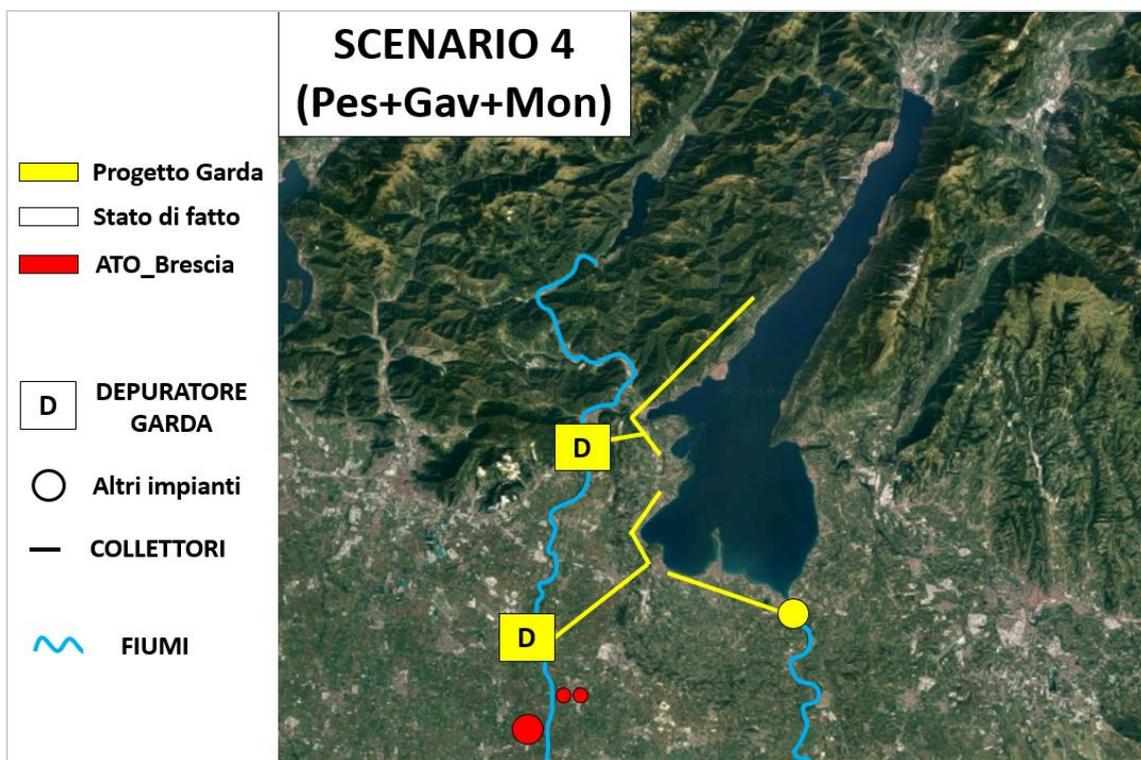 SCENARIO 4
(Pes+Gav+Mon)
Progetto Garda
Stato di fatto
ATO_Brescia
D
DEPURATORE
GARDA
Altri impianti
COLLETTORI
FIUMI
D
D